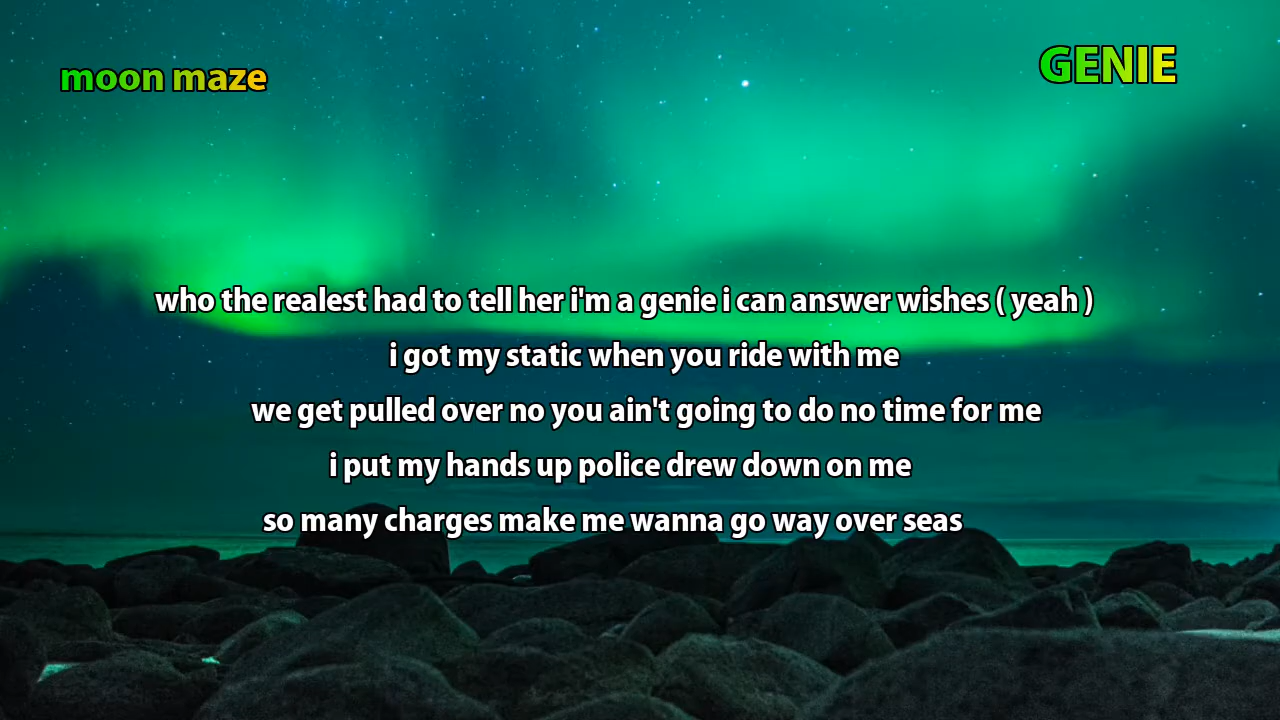 moon maze
GENIE
who the realest had to tell her i'm a genie i can answer wishes ( yeah )
i got my static when you ride with me
we get pulled over no you ain't going to do no time for me
i put my hands up police drew down on me
so many charges make me wanna go way over seas